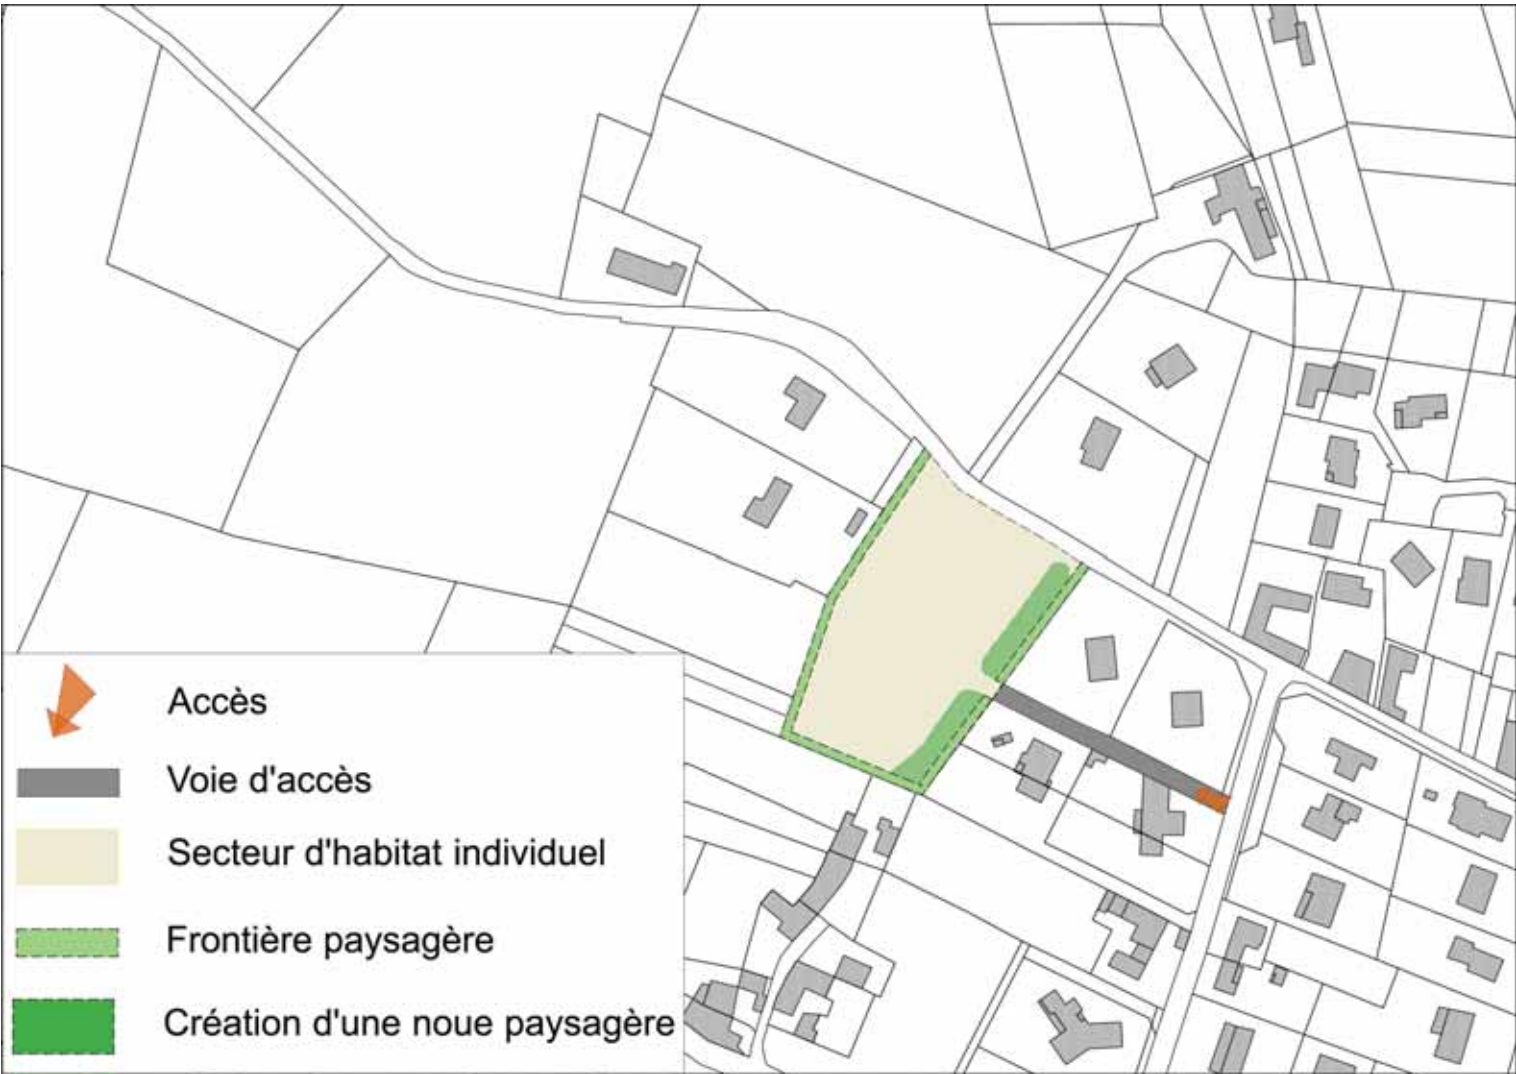 Accès
Voie d'accès
Secteur d'habitat individuel
Frontière paysagère
Création d'une noue paysagère